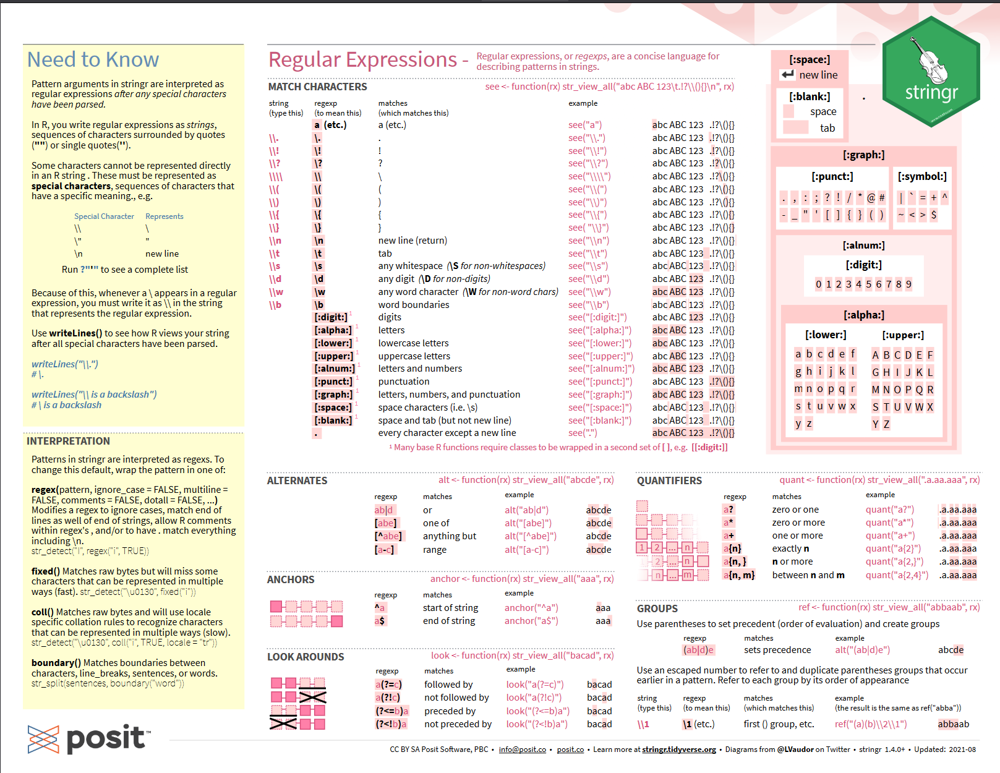 Need to Know
Pattern arguments in stringr are interpreted as
regular expressions after any special characters
have been parsed.
In R, you write regular expressions as strings,
sequences of characters surrounded by quotes
("") or single quotes('').
Some characters cannot be represented directly
in an R string . These must be represented as
special characters, sequences of characters that
have a specific meaning., e.g.
Special Character Represents
\\ \
\" "
\n new line
Run ?"'" to see a complete list
Because of this, whenever a \ appears in a regular
expression, you must write it as \\ in the string
that represents the regular expression.
Use writeLines() to see how R views your string
after all special characters have been parsed.
writeLines("\\.")
# \.
writeLines("\\ is a backslash")
# \ is a backslash
INTERPRETATION
Patterns in stringr are interpreted as regexs. To
change this default, wrap the pattern in one of:
regex(pattern, ignore_case = FALSE, multiline =
FALSE, comments = FALSE, dotall = FALSE, ...)
Modifies a regex to ignore cases, match end of
lines as well of end of strings, allow R comments
within regex's , and/or to have . match everything
including \n.
str_detect("I", regex("i", TRUE))
fixed() Matches raw bytes but will miss some
characters that can be represented in multiple
ways (fast). str_detect("\u0130", fixed("i"))
coll() Matches raw bytes and will use locale
specific collation rules to recognize characters
that can be represented in multiple ways (slow).
str_detect("\u0130", coll("i", TRUE, locale = "tr"))
boundary() Matches boundaries between
characters, line_breaks, sentences, or words.
str_split(sentences, boundary("word"))
Regular Expressions - 
Regular expressions, or regexps, are a concise language for
describing patterns in strings.
MATCH CHARACTERS see <- function(rx) str_view_all("abc ABC 123\t.!?\\(){}\n", rx)
string regexp matches example
(type this) (to mean this) (which matches this)
a (etc.) a (etc.) see("a") abc ABC 123 .!?\(){}
\\. \. . see("\\.") abc ABC 123 .!?\(){}
\\! \! ! see("\\!") abc ABC 123 .!?\(){}
\\? \? ? see("\\?") abc ABC 123 .!?\(){}
\\\\ \\ \ see("\\\\") abc ABC 123 .!?\(){}
\\( \( ( see("\\(") abc ABC 123 .!?\(){}
\\) \) ) see("\\)") abc ABC 123 .!?\(){}
\\{ \{ { see("\\{") abc ABC 123 .!?\(){}
\\} \} } see( "\\}") abc ABC 123 .!?\(){}
\\n \n new line (return) see("\\n") abc ABC 123 .!?\(){}
\\t \t tab see("\\t") abc ABC 123 .!?\(){}
\\s \s any whitespace (\S for non-whitespaces) see("\\s") abc ABC 123 .!?\(){}
\\d \d any digit (\D for non-digits) see("\\d") abc ABC 123 .!?\(){}
\\w \w any word character (\W for non-word chars) see("\\w") abc ABC 123 .!?\(){}
\\b \b word boundaries see("\\b") abc ABC 123 .!?\(){}
[:digit:] 1 digits see("[:digit:]") abc ABC 123 .!?\(){}
[:alpha:] 1 letters see("[:alpha:]") abc ABC 123 .!?\(){}
[:lower:] 1 lowercase letters see("[:lower:]") abc ABC 123 .!?\(){}
[:upper:] 1 uppercase letters see("[:upper:]") abc ABC 123 .!?\(){}
[:alnum:] 1 letters and numbers see("[:alnum:]") abc ABC 123 .!?\(){}
[:punct:] 1 punctuation see("[:punct:]") abc ABC 123 .!?\(){}
[:graph:] 1 letters, numbers, and punctuation see("[:graph:]") abc ABC 123 .!?\(){}
[:space:] 1 space characters (i.e. \s) see("[:space:]") abc ABC 123 .!?\(){}
[:blank:] 1 space and tab (but not new line) see("[:blank:]") abc ABC 123 .!?\(){}
. every character except a new line see(".") abc ABC 123 .!?\(){}
1 Many base R functions require classes to be wrapped in a second set of [ ], e.g. [[:digit:]]
[:space:]
new line
[:blank:] .
space
tab
stringr
[:graph:]
[:punct:] [:symbol:]
. , : ; ? ! / * @ # | ` = + ^
- _ " ' [ ] { } ( ) ~ < > $
[:alnum:]
[:digit:]
0 1 2 3 4 5 6 7 8 9
[:alpha:]
[:lower:] [:upper:]
a b c d e f A B C D E F
g h i j k l G H I J K L
m n o p q r M N O P Q R
s t u v w x S T U V W X
y z Y Z
ALTERNATES alt <- function(rx) str_view_all("abcde", rx)
regexp matches example
ab|d or alt("ab|d") abcde
[abe] one of alt("[abe]") abcde
[^abe] anything but alt("[^abe]") abcde
[a-c] range alt("[a-c]") abcde
ANCHORS anchor <- function(rx) str_view_all("aaa", rx)
regexp matches example
^a start of string anchor("^a") aaa
a$ end of string anchor("a$") aaa
LOOK AROUNDS look <- function(rx) str_view_all("bacad", rx)
regexp matches example
a(?=c) followed by look("a(?=c)") bacad
a(?!c) not followed by look("a(?!c)") bacad
(?<=b)a preceded by look("(?<=b)a") bacad
(?<!b)a not preceded by look("(?<!b)a") bacad
QUANTIFIERS quant <- function(rx) str_view_all(".a.aa.aaa", rx)
regexp matches example
a? zero or one quant("a?") .a.aa.aaa
a* zero or more quant("a*") .a.aa.aaa
a+ one or more quant("a+") .a.aa.aaa
1 2 ... n a{n} exactly n quant("a{2}") .a.aa.aaa
1 2 ... n a{n, } n or more quant("a{2,}") .a.aa.aaa
n ... m a{n, m} between n and m quant("a{2,4}") .a.aa.aaa
GROUPS ref <- function(rx) str_view_all("abbaab", rx)
Use parentheses to set precedent (order of evaluation) and create groups
regexp matches example
(ab|d)e sets precedence alt("(ab|d)e") abcde
Use an escaped number to refer to and duplicate parentheses groups that occur
earlier in a pattern. Refer to each group by its order of appearance
string regexp matches example
(type this) (to mean this) (which matches this) (the result is the same as ref("abba"))
\\1 \1 (etc.) first () group, etc. ref("(a)(b)\\2\\1") abbaab
posit™
CC BY SA Posit Software, PBC • info@posit.co • posit.co • Learn more at stringr.tidyverse.org • Diagrams from @LVaudor on Twitter • stringr 1.4.0+ • Updated: 2021-08